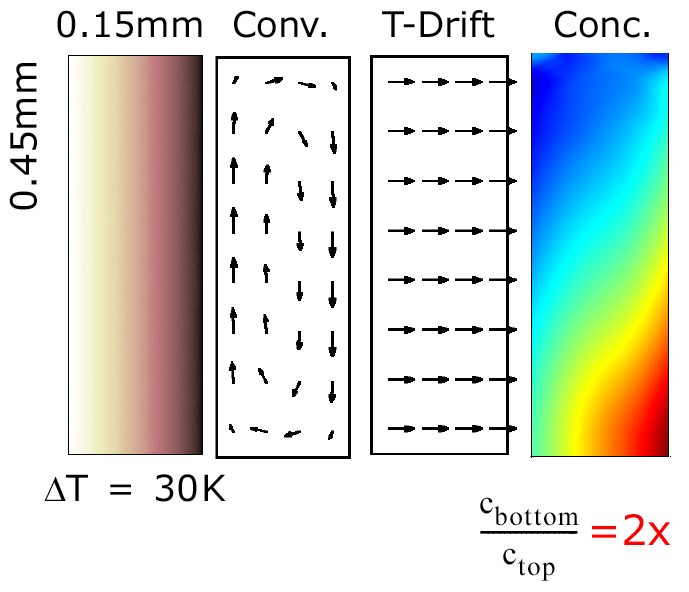 0.15mm Conv. T-Drift Conc.
0.45mm
ΔT = 30K
c_bottom
c_top
=2x